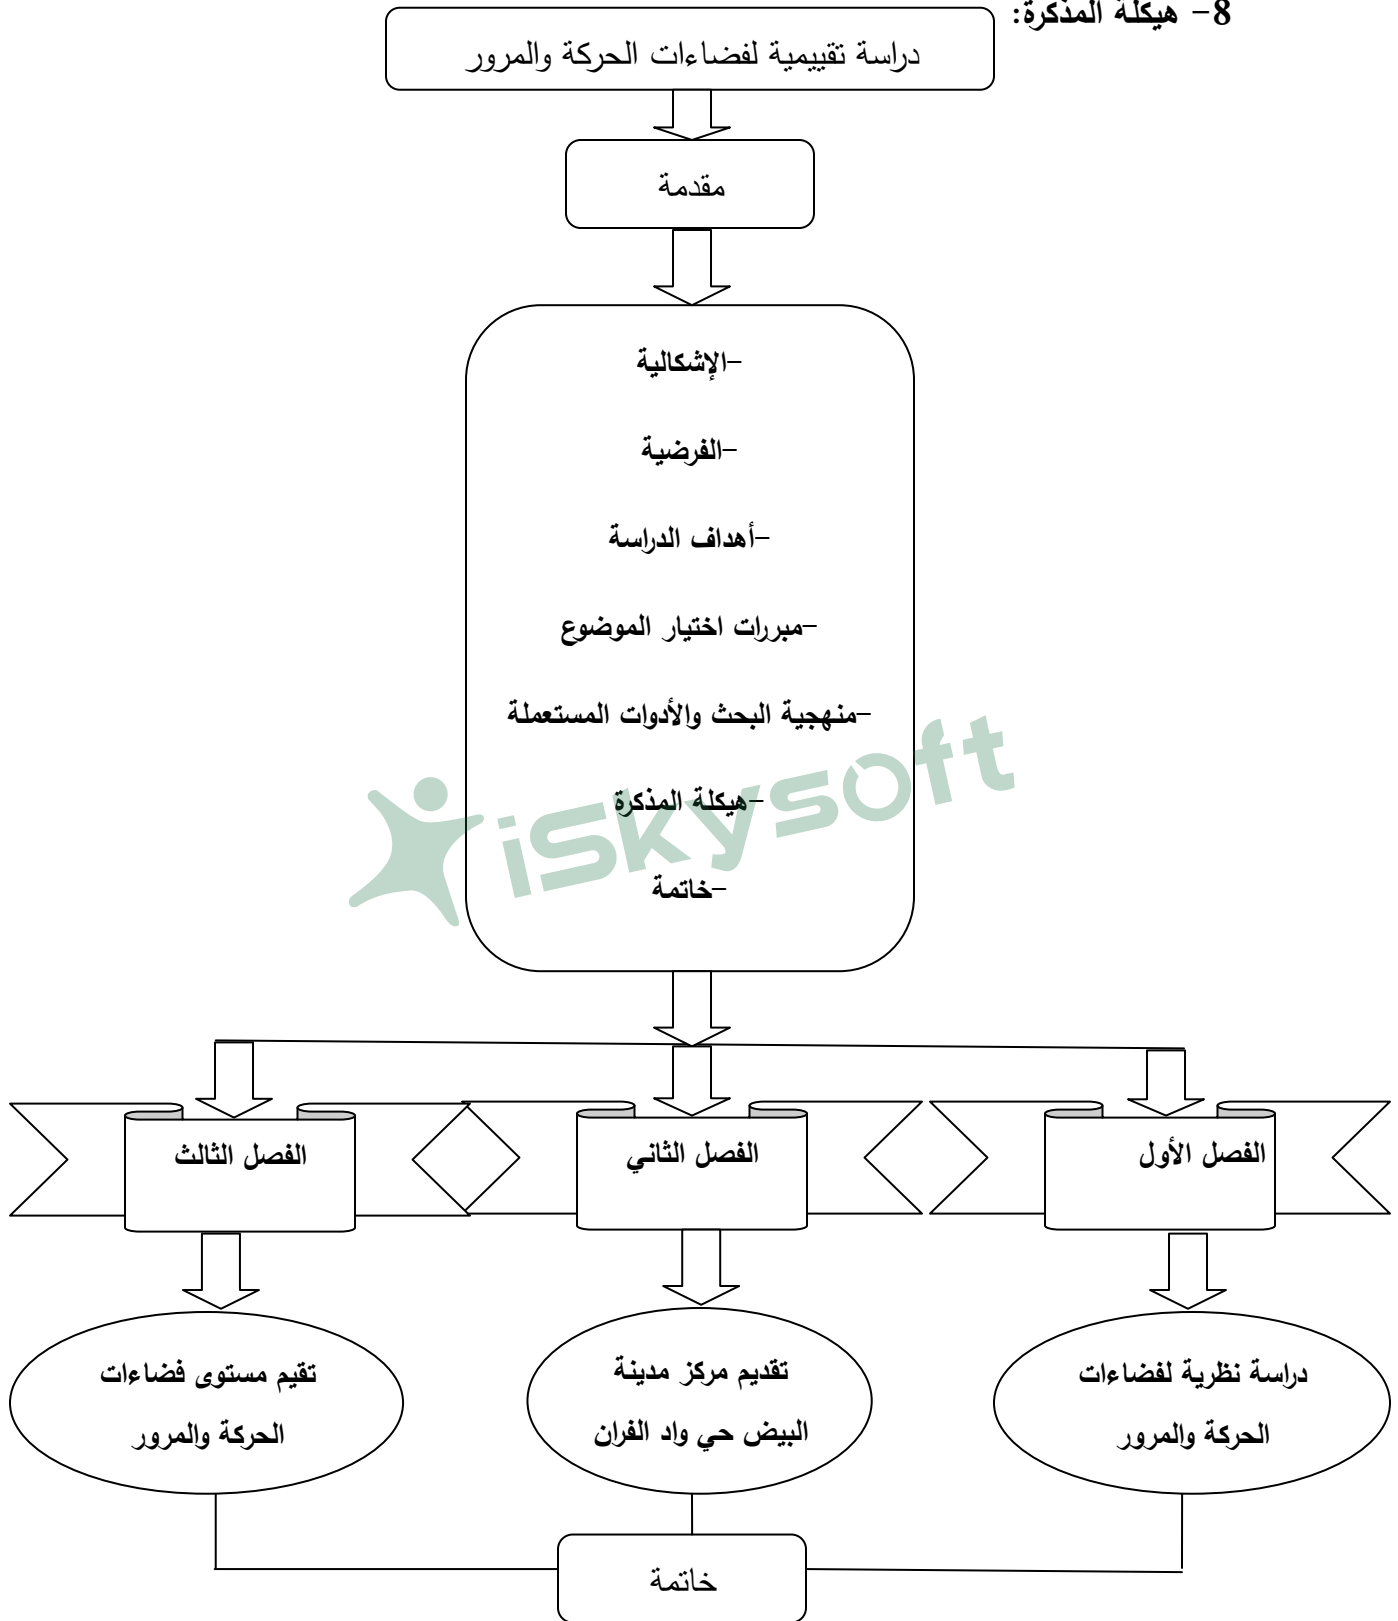 8- هيكلة المذكرة:
دراسة تقييمية لفضاءات الحركة والمرور
مقدمة
-الإشكالية
-الفرضية
-أهداف الدراسة
-مبررات اختيار الموضوع
-منهجية البحث والأدوات المستعملة
-هيكلة المذكرة
-خاتمة
iskysoft
الفصل الأول
الفصل الثاني
الفصل الثالث
دراسة نظرية لفضاءات
الحركة والمرور
تقديم مركز مدينة
البيض حي واد الفران
تقيم مستوى فضاءات
الحركة والمرور
خاتمة